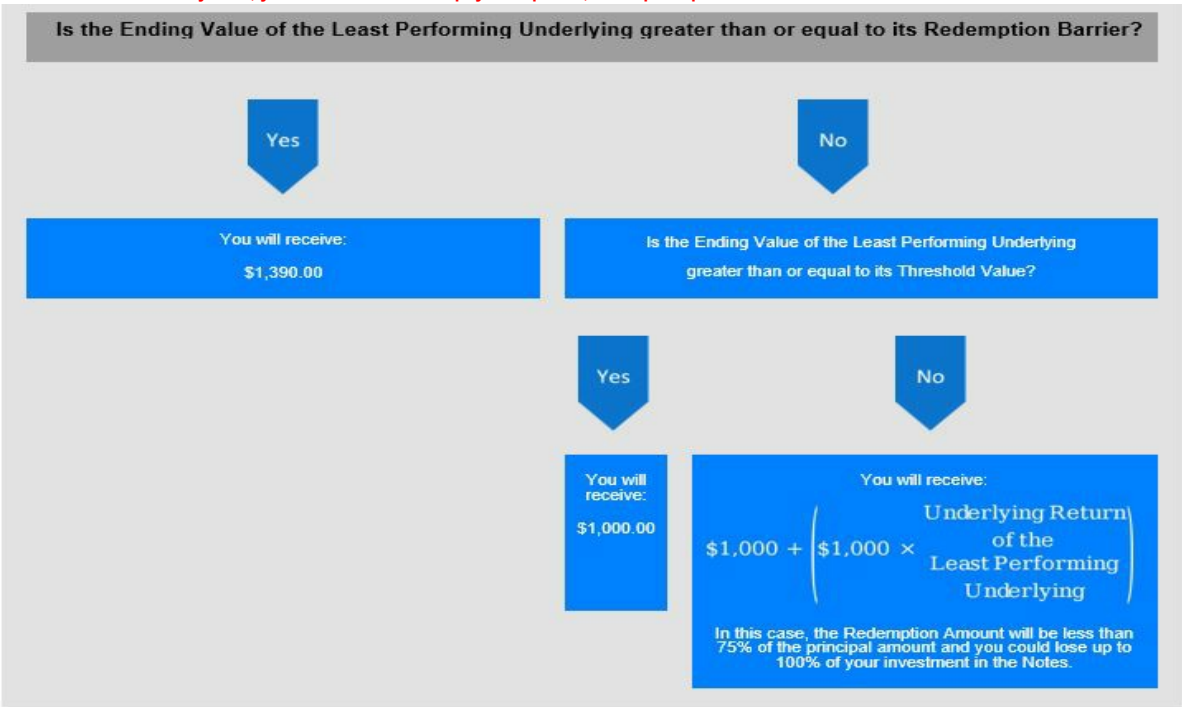 Is the Ending Value of the Least Performing Underlying greater than or equal to its Redemption Barrier?
Yes
No
You will receive:
$1,390.00
Is the Ending Value of the Least Performing Underlying
greater than or equal to its Threshold Value?
Yes
No
You will
receive:
$1,000.00
You will receive:
$1,000 + ($1,000 × Underlying Return
of the
Least Performing
Underlying)
In this case, the Redemption Amount will be less than
75% of the principal amount and you could lose up to
100% of your investment in the Notes.